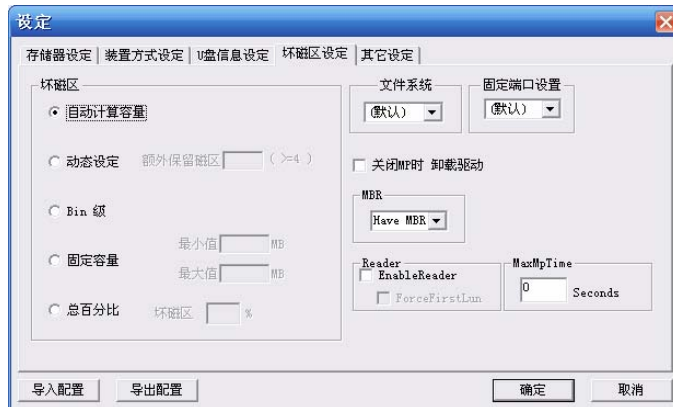 设定
存储器设定 装置方式设定 U盘信息设定 坏磁区设定 其它设定
坏磁区
自动计算容量
动态设定 额外保留磁区 ( >=4 )
Bin 级
固定容量
最小值 MB
最大值 MB
总百分比 坏磁区 %
文件系统
(默认)
固定端口设置
(默认)
关闭MP时 卸载驱动
MBR
Have MBR
Reader
EnableReader
ForceFirstLun
MaxMpTime
0 Seconds
导入配置 导出配置 确定 取消